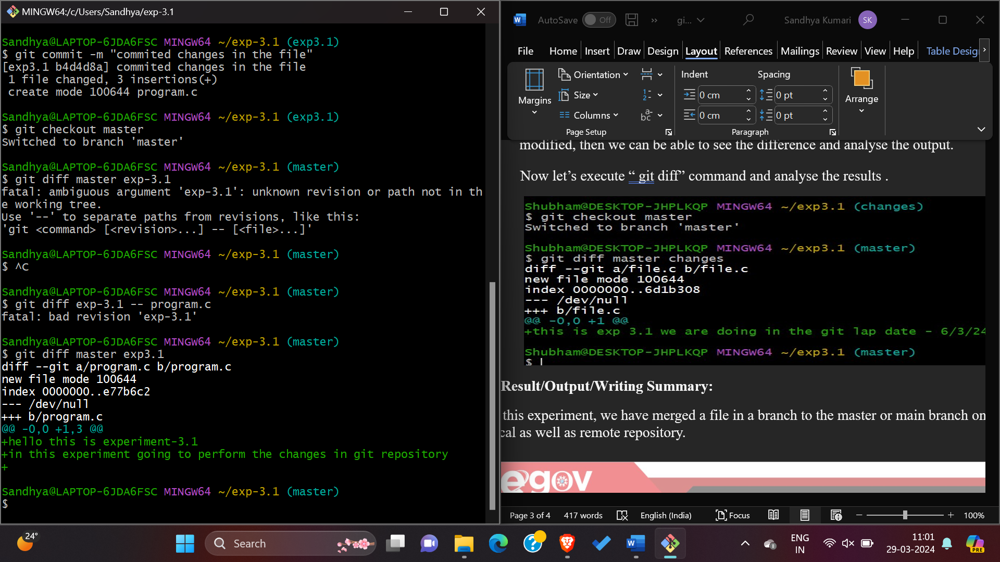 MINGW64:/c/Users/Sandhya/exp-3.1
Sandhya@LAPTOP-6JDA6FSC MINGW64 ~/exp-3.1 (exp3.1)
$ git commit -m "commited changes in the file"
[exp3.1 b4d4d8a] commited changes in the file
1 file changed, 3 insertions(+)
create mode 100644 program.c
Sandhya@LAPTOP-6JDA6FSC MINGW64 ~/exp-3.1 (exp3.1)
$ git checkout master
Switched to branch 'master'
Sandhya@LAPTOP-6JDA6FSC MINGW64 ~/exp-3.1 (master)
$ git diff master exp-3.1
fatal: ambiguous argument 'exp-3.1': unknown revision or path not in th
e working tree.
Use '--' to separate paths from revisions, like this:
'git <command> [<revision>...] -- [<file>...]'
Sandhya@LAPTOP-6JDA6FSC MINGW64 ~/exp-3.1 (master)
$ ^C
Sandhya@LAPTOP-6JDA6FSC MINGW64 ~/exp-3.1 (master)
$ git diff exp-3.1 -- program.c
fatal: bad revision 'exp-3.1'
Sandhya@LAPTOP-6JDA6FSC MINGW64 ~/exp-3.1 (master)
$ git diff master exp3.1
diff --git a/program.c b/program.c
new file mode 100644
index 0000000..e77b6c2
--- /dev/null
+++ b/program.c
@@ -0,0 +1,3 @@
+hello this is experiment-3.1
+in this experiment going to perform the changes in git repository
+
Sandhya@LAPTOP-6JDA6FSC MINGW64 ~/exp-3.1 (master)
$
AutoSave Off » gi... Sandhya Kumari SK
File Home Insert Draw Design Layout References Mailings Review View Help Table Design
Margins
Orientation
Size
Columns
Page Setup
Indent
0 cm
0 cm
Spacing
0 pt
0 pt
Paragraph
Arrange
modified, then we can be able to see the difference and analyse the output.
Now let’s execute “ git diff” command and analyse the results .
Shubham@DESKTOP-JHPLKQP MINGW64 ~/exp3.1 (changes)
$ git checkout master
Switched to branch 'master'
Shubham@DESKTOP-JHPLKQP MINGW64 ~/exp3.1 (master)
$ git diff master changes
diff --git a/file.c b/file.c
new file mode 100644
index 0000000..6d1b308
--- /dev/null
+++ b/file.c
@@ -0,0 +1 @@
+this is exp 3.1 we are doing in the git lap date - 6/3/24
Shubham@DESKTOP-JHPLKQP MINGW64 ~/exp3.1 (master)
$
Result/Output/Writing Summary:
this experiment, we have merged a file in a branch to the master or main branch on
cal as well as remote repository.
egov
Page 3 of 4 417 words English (India) Focus 100%
24°
Search
ENG
IN
11:01
29-03-2024
PRE